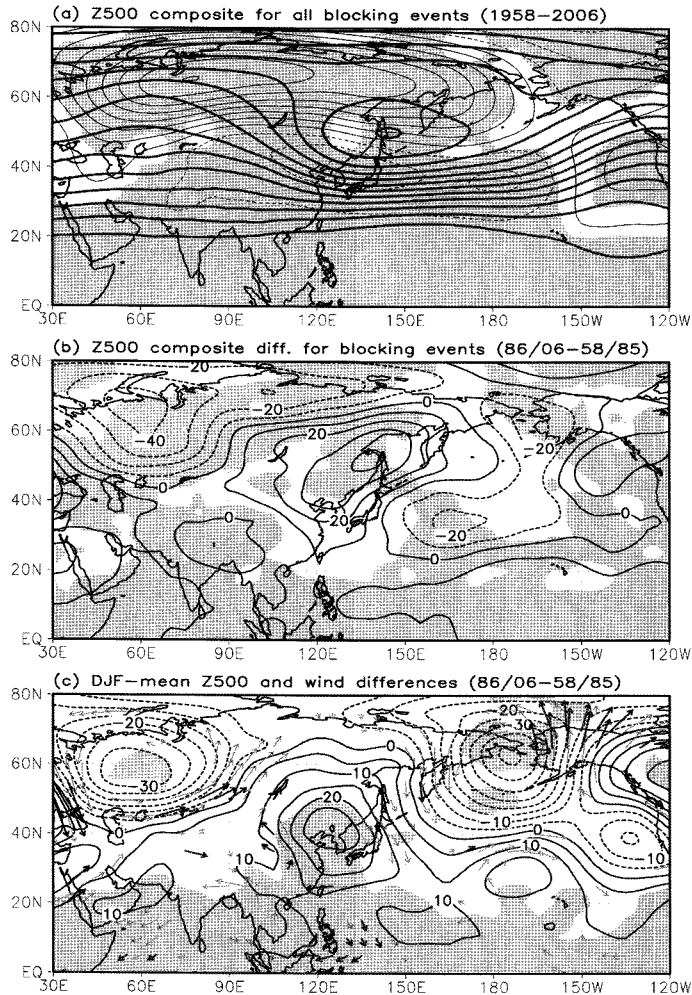 (a) Z500 composite for all blocking events (1958−2006)
80N
60N
40N
20N
EQ
30E 60E 90E 120E 150E 180 150W 120W
(b) Z500 composite diff. for blocking events (86/06−58/85)
80N
−20
0
−20
20
−40
−20
60N
0
40N
−20
0
0
−20
0
20N
EQ
30E 60E 90E 120E 150E 180 150W 120W
(c) DJF−mean Z500 and wind differences (86/06−58/85)
80N
20
20
30
0
60N
10
−30
20
10
0
0
40N
10
10
−10
10
10
20N
EQ
30E 60E 90E 120E 150E 180 150W 120W